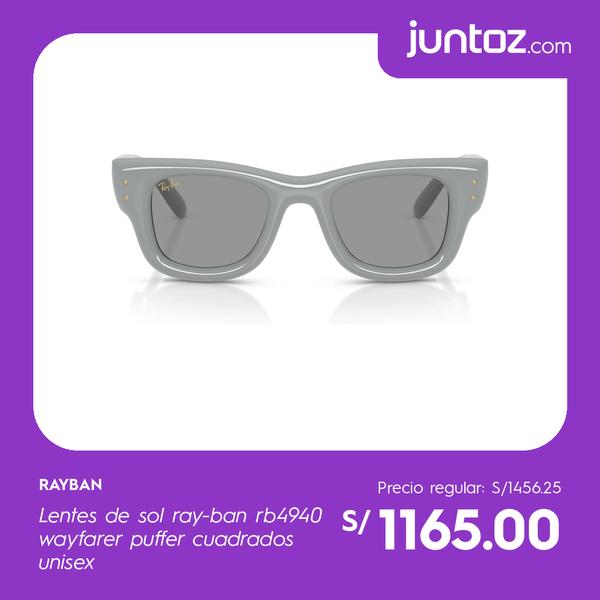 juntoz.com
Ray-Ban
RAYBAN
Precio regular: S/1456.25
Lentes de sol ray-ban rb4940
wayfarer puffer cuadrados
unisex
S/ 1165.00